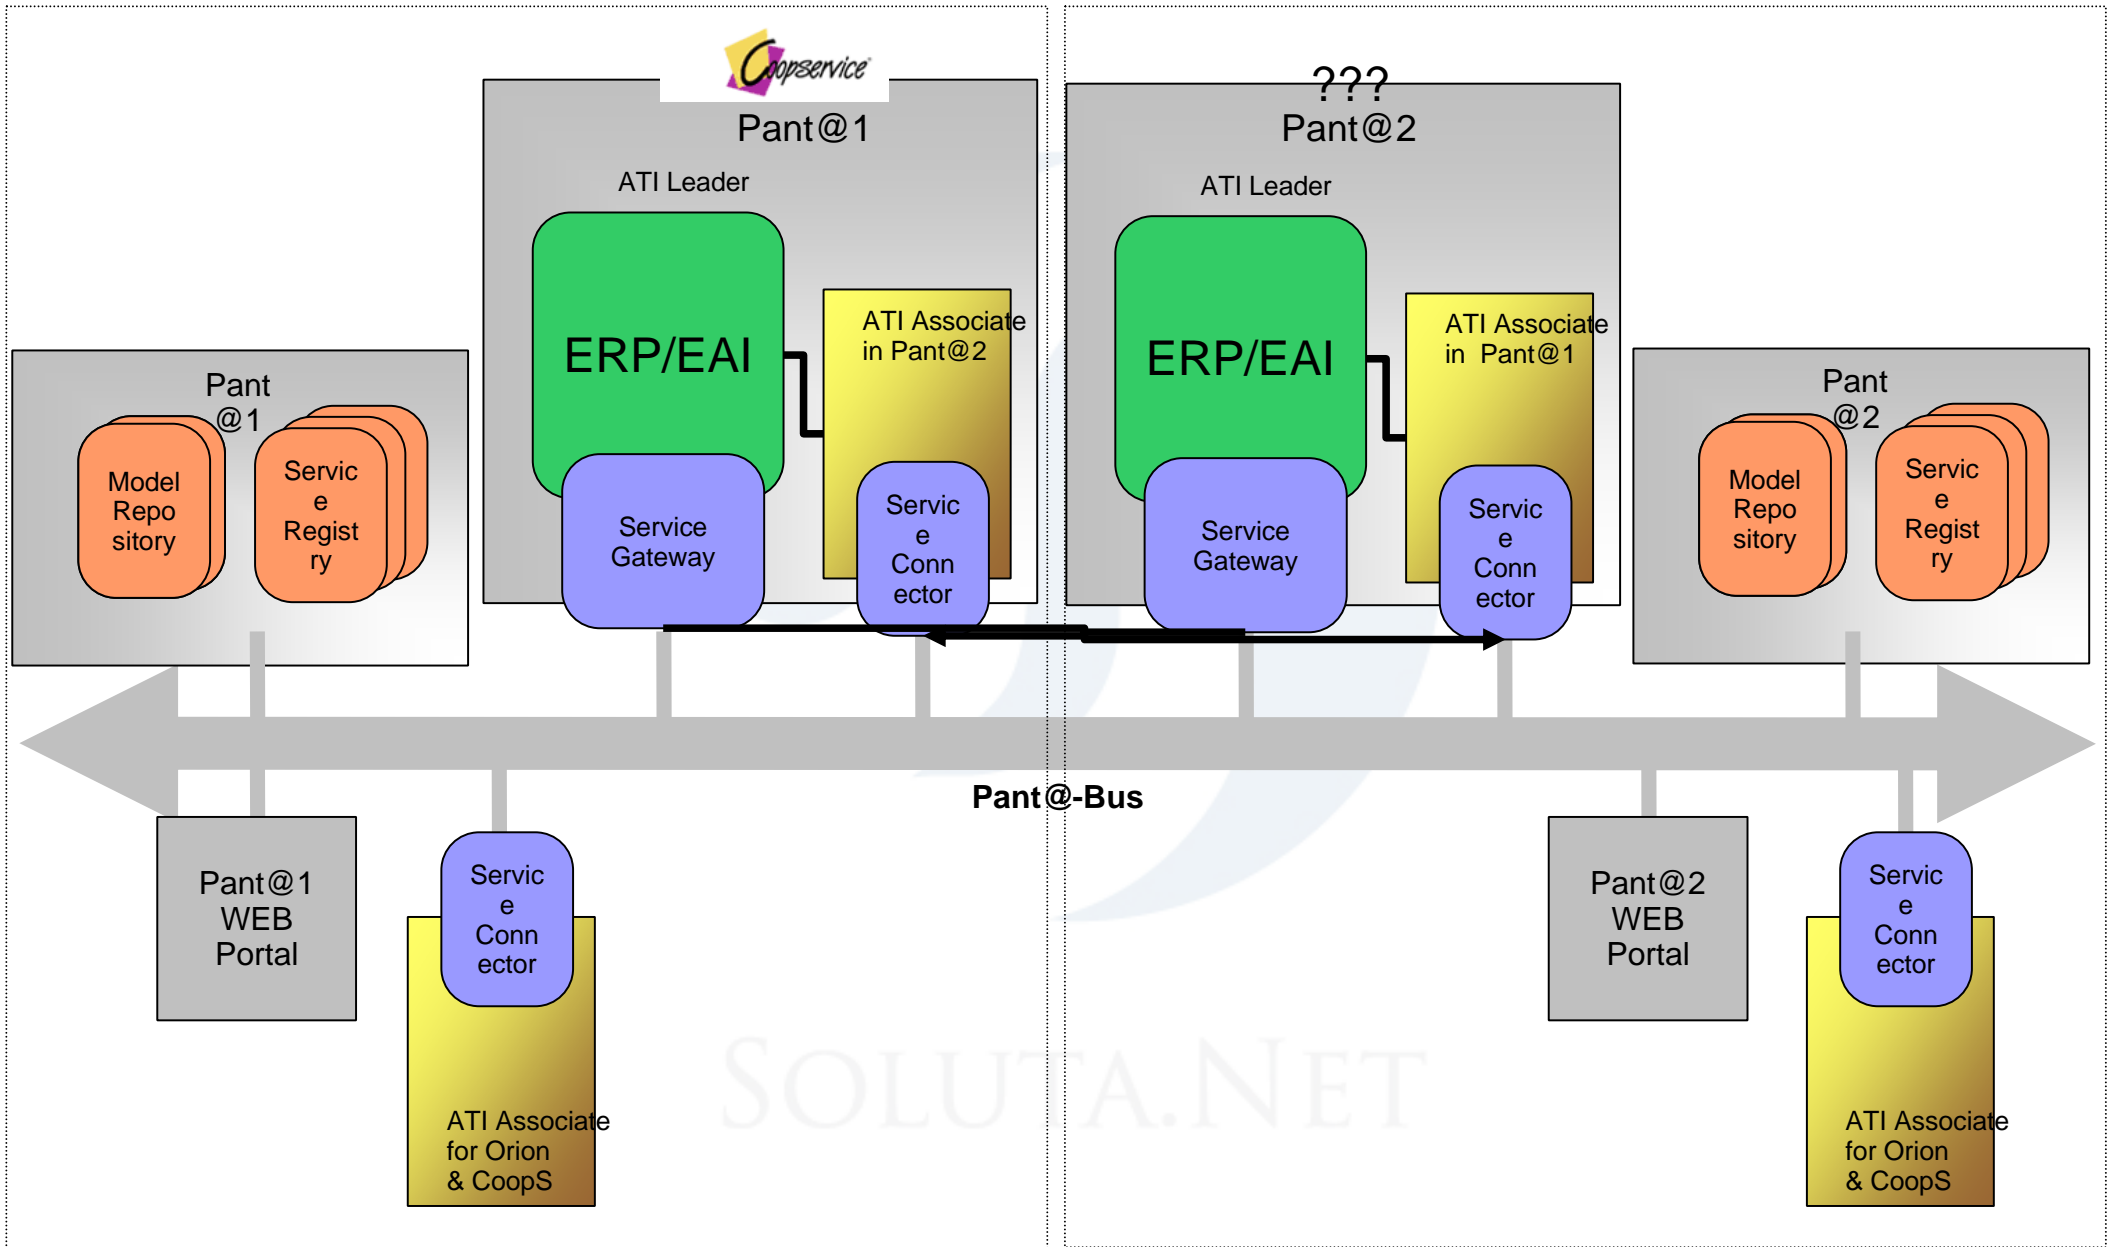 Coopservice
Pant@1
ATI Leader
ERP/EAI
ATI Associate
in Pant@2
Service
Gateway
Servic
e
Conn
ector
???
Pant@2
ATI Leader
ERP/EAI
ATI Associate
in Pant@1
Service
Gateway
Servic
e
Conn
ector
Pant
@1
Model
Repo
sitory
Servic
e
Regist
ry
Pant
@2
Model
Repo
sitory
Servic
e
Regist
ry
Pant@-Bus
Pant@1
WEB
Portal
Servic
e
Conn
ector
ATI Associate
for Orion
& CoopS
Pant@2
WEB
Portal
Servic
e
Conn
ector
ATI Associate
for Orion
& CoopS
SOLUTA.NET